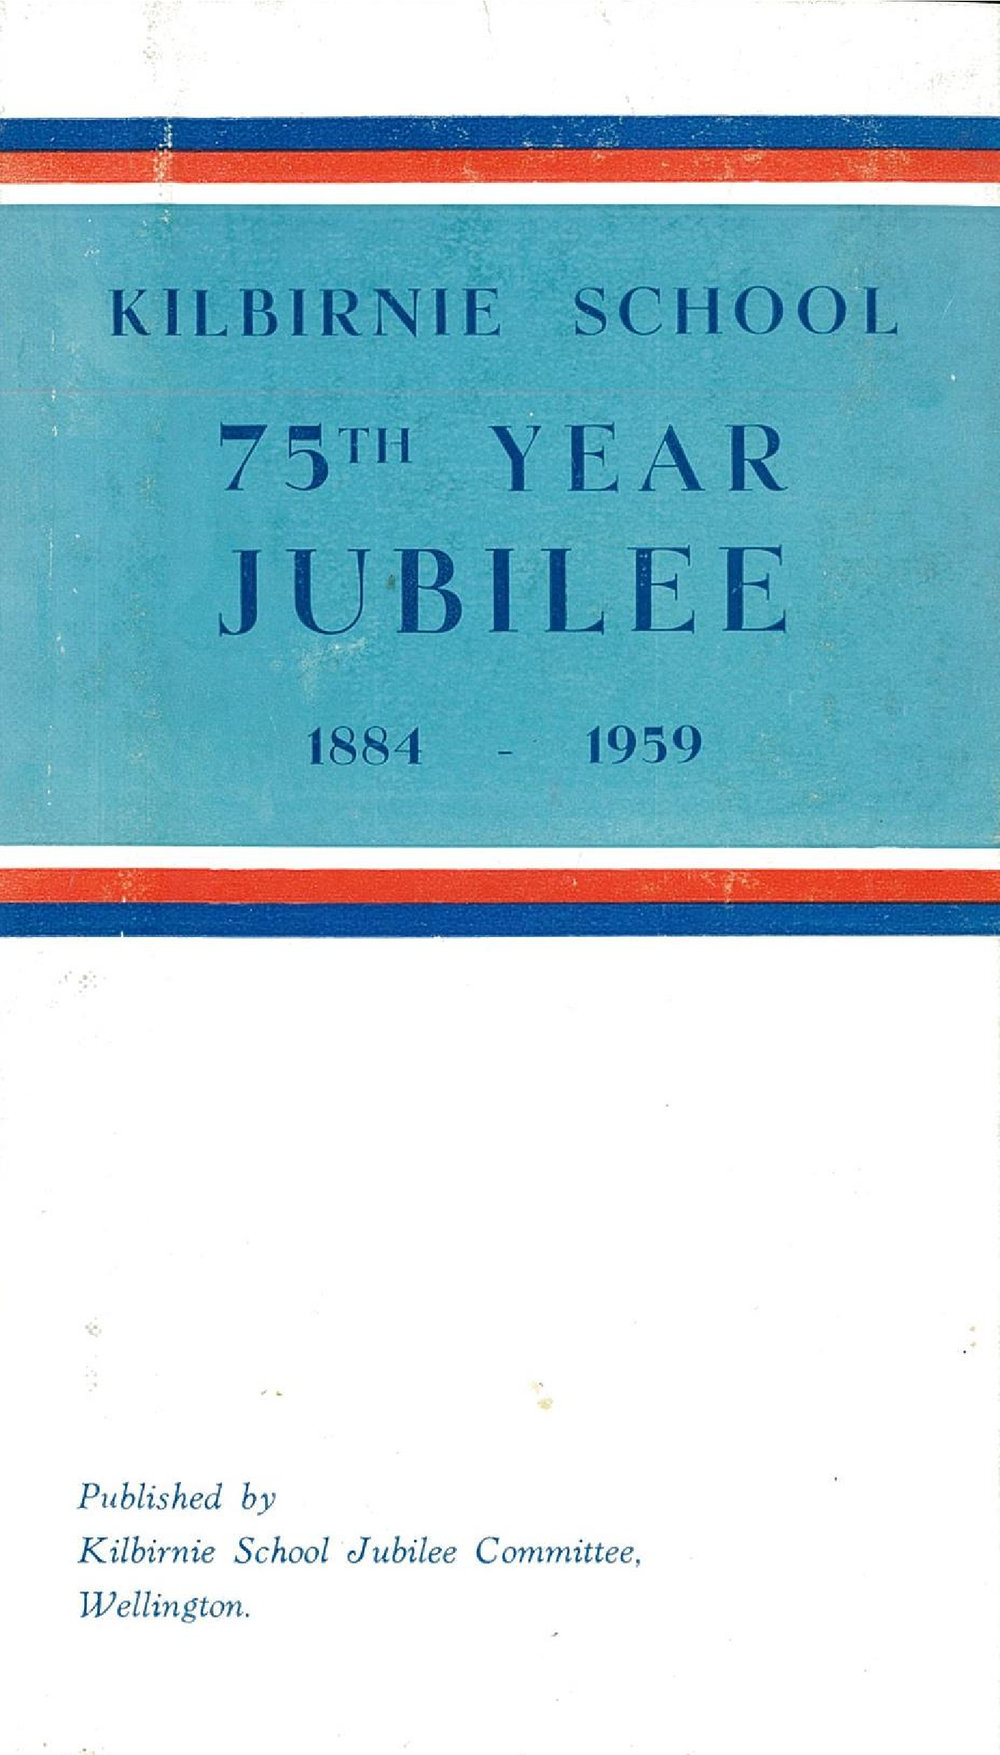 KILBIRNIE SCHOOL
75TH YEAR
JUBILEE
1884 - 1959
Published by
Kilbirnie School Jubilee Committee,
Wellington.